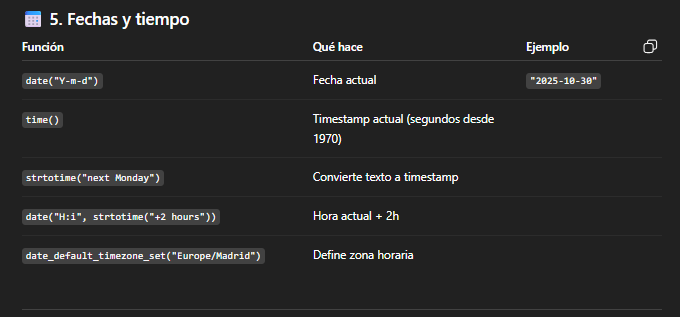 5. Fechas y tiempo
Función Qué hace Ejemplo
date("Y-m-d") Fecha actual "2025-10-30"
time() Timestamp actual (segundos desde
1970)
strtotime("next Monday") Convierte texto a timestamp
date("H:i", strtotime("+2 hours")) Hora actual + 2h
date_default_timezone_set("Europe/Madrid") Define zona horaria